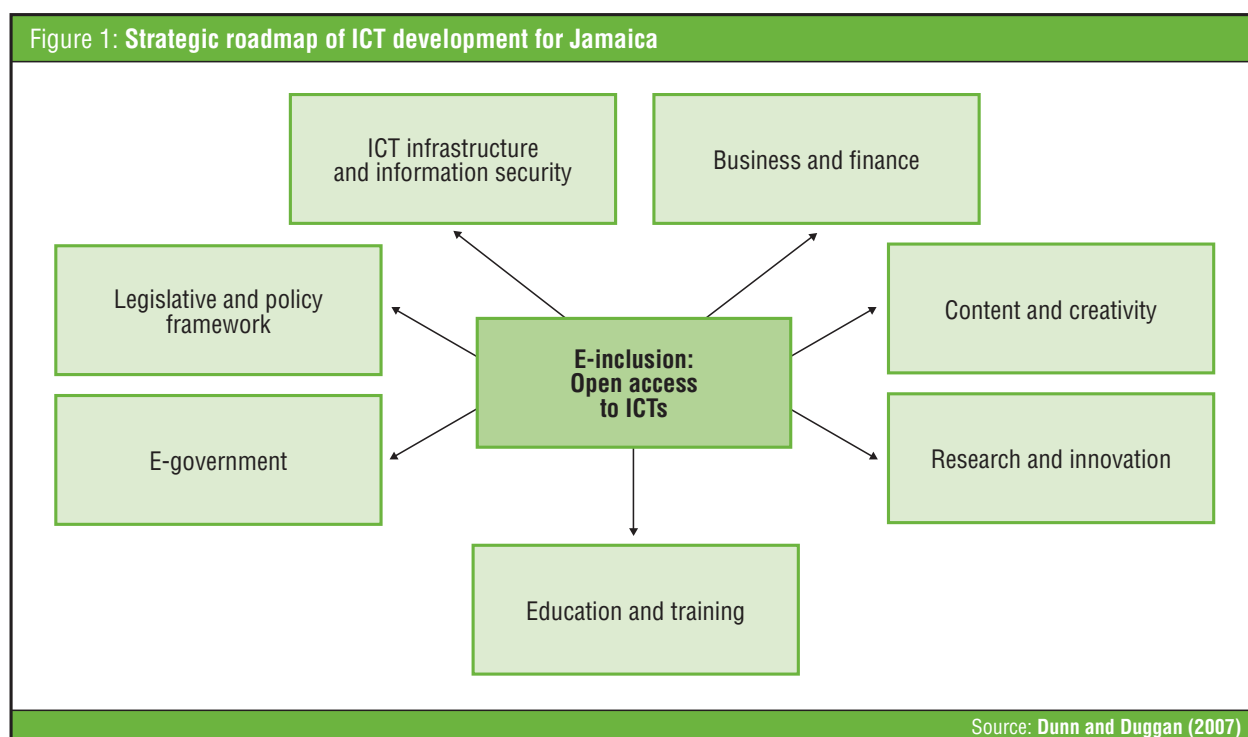 Figure 1: Strategic roadmap of ICT development for Jamaica
ICT infrastructure
and information security
Business and finance
Legislative and policy
framework
Content and creativity
E-inclusion:
Open access
to ICTs
E-government
Research and innovation
Education and training
Source: Dunn and Duggan (2007)